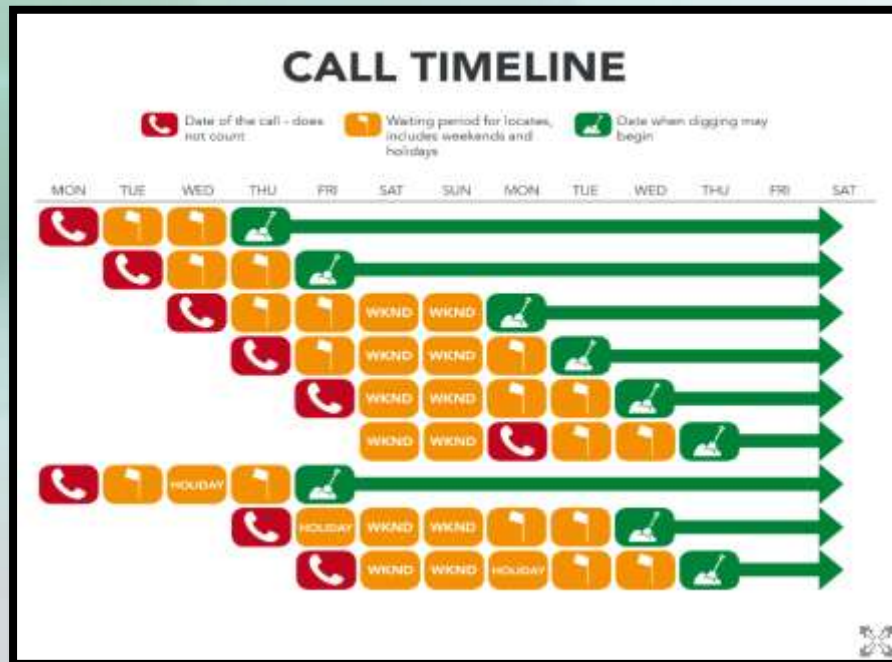 CALL TIMELINE
Date of the call - does
not count
Waiting period for locates,
includes weekends and
holidays
Date when digging may
begin
MON TUE WED THU FRI SAT SUN MON TUE WED THU FRI SAT
WKND WKND
WKND WKND
WKND WKND
WKND WKND
HOLIDAY
HOLIDAY WKND WKND
WKND WKND HOLIDAY